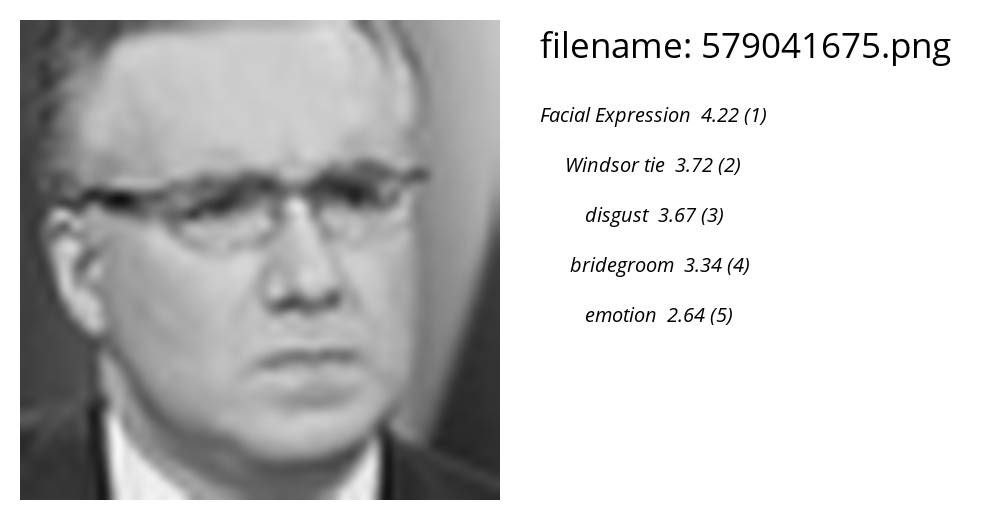 filename: 579041675.png
Facial Expression 4.22 (1)
Windsor tie 3.72 (2)
disgust 3.67 (3)
bridegroom 3.34 (4)
emotion 2.64 (5)